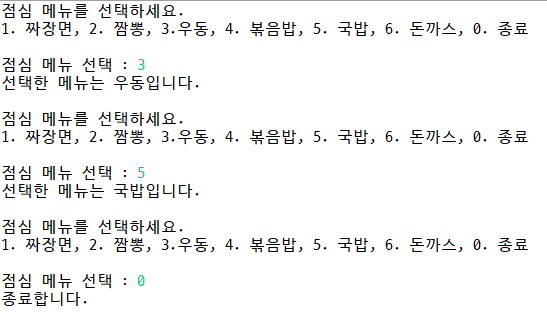 점심 메뉴를 선택하세요.
1. 짜장면, 2. 짬뽕, 3.우동, 4. 볶음밥, 5. 국밥, 6. 돈까스, 0. 종료
점심 메뉴 선택 : 3
선택한 메뉴는 우동입니다.
점심 메뉴를 선택하세요.
1. 짜장면, 2. 짬뽕, 3.우동, 4. 볶음밥, 5. 국밥, 6. 돈까스, 0. 종료
점심 메뉴 선택 : 5
선택한 메뉴는 국밥입니다.
점심 메뉴를 선택하세요.
1. 짜장면, 2. 짬뽕, 3.우동, 4. 볶음밥, 5. 국밥, 6. 돈까스, 0. 종료
점심 메뉴 선택 : 0
종료합니다.